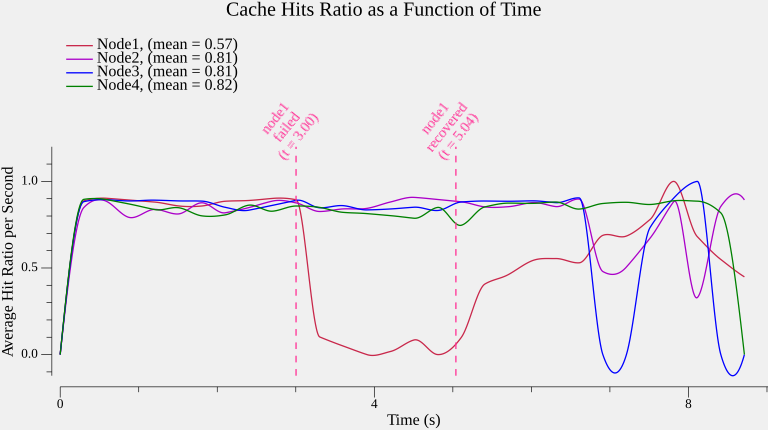 Cache Hits Ratio as a Function of Time
Node1, (mean = 0.57)
Node2, (mean = 0.81)
Node3, (mean = 0.81)
Node4, (mean = 0.82)
node1
failed
(t = 3.00)
node1
recovered
(t = 5.04)
Average Hit Ratio per Second
1.0
0.5
0.0
0
4
8
Time (s)